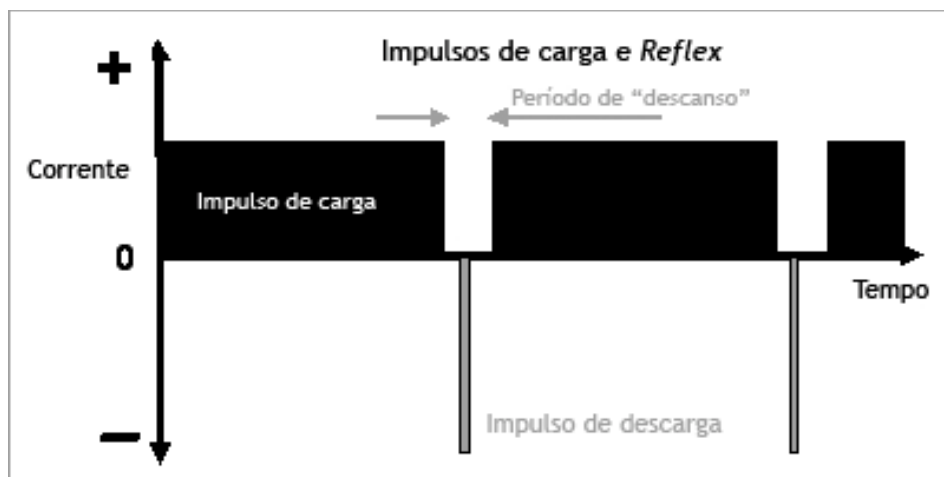 Impulsos de carga e Reflex
+
Período de “descanso”
Corrente
Impulso de carga
0
Tempo
Impulso de descarga
−